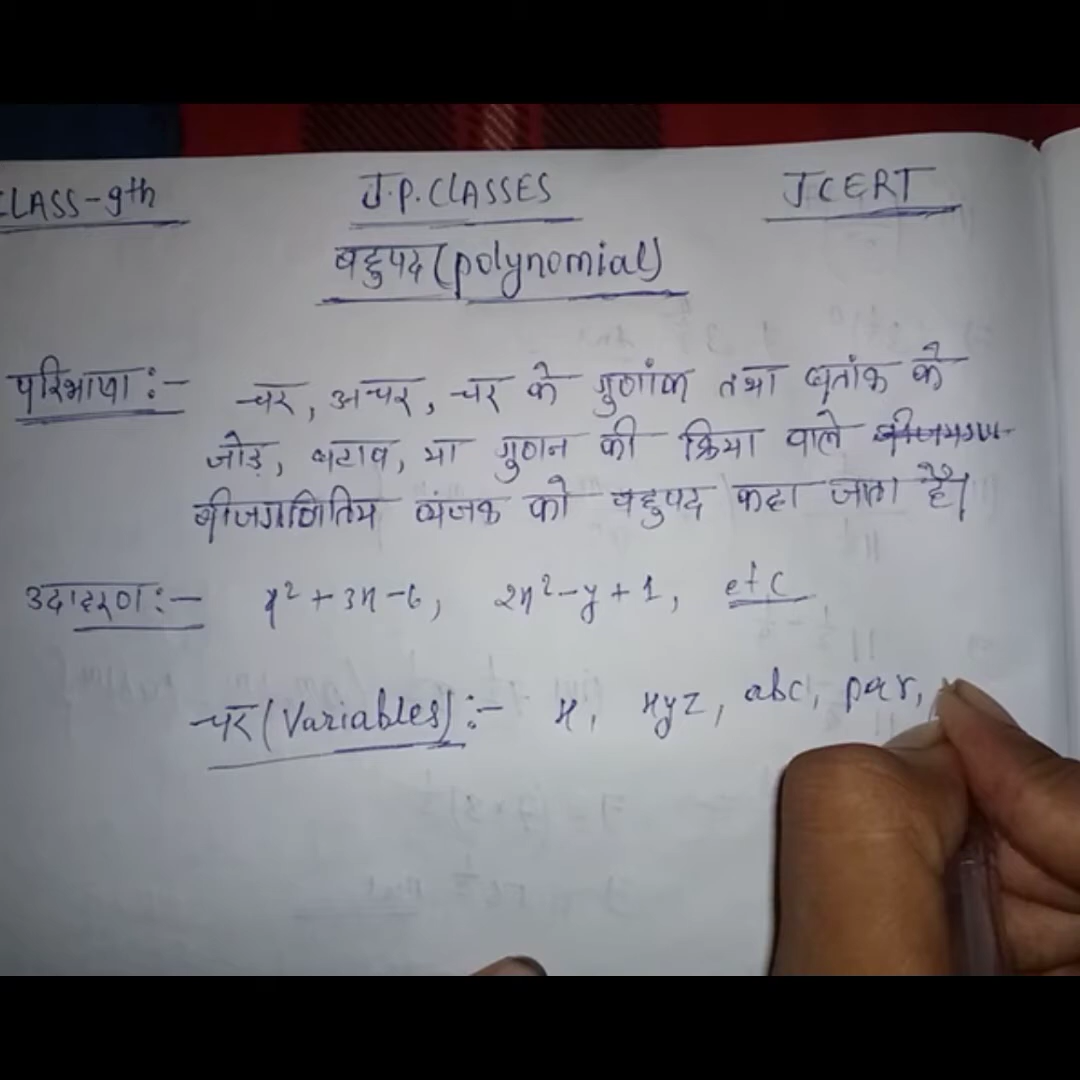 CLASS-9th J.P. CLASSES JCERT
बहुपद (polynomial)
परिभाषा :- चर, अचर, चर के गुणांक तथा घतांक के
जोड़, घटाव, या गुणन की क्रिया वाले
बीजगणितिय व्यंजक को बहुपद कहा जाता है।
उदाहरण :- x² + 3x - 6, 2x² - y + 1, etc
चर (Variables) :- x, xyz, abc, pqr,